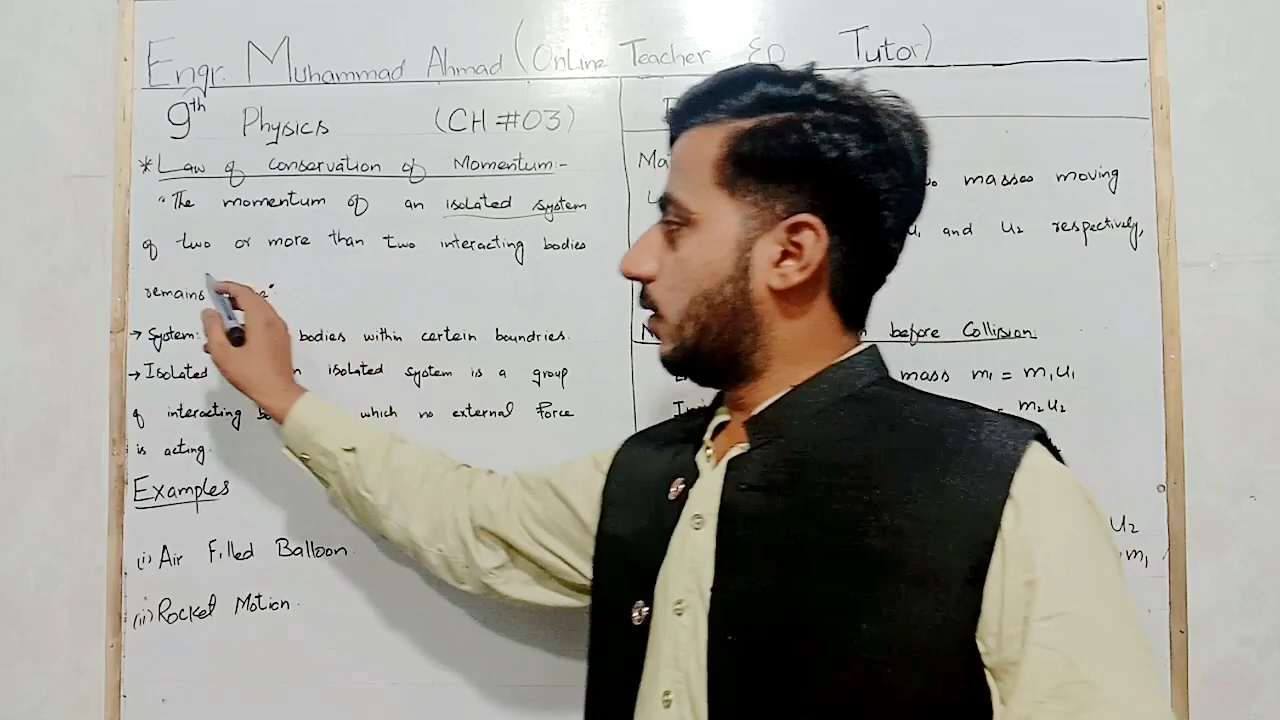 Engr. Muhammad Ahmad (Online Teacher & Tutor)
9th Physics (CH #03)
* Law of conservation of Momentum:-
"The momentum of an isolated system
of two or more than two interacting bodies
remains
→ System: bodies within certain boundries.
→ Isolated isolated system is a group
of interacting which no external Force
is acting.
Examples
(i) Air Filled Balloon.
(ii) Rocket Motion.
masses moving
and u2 respectively,
before Collision.
mass m1 = m1u1
= m2u2
u2
m1